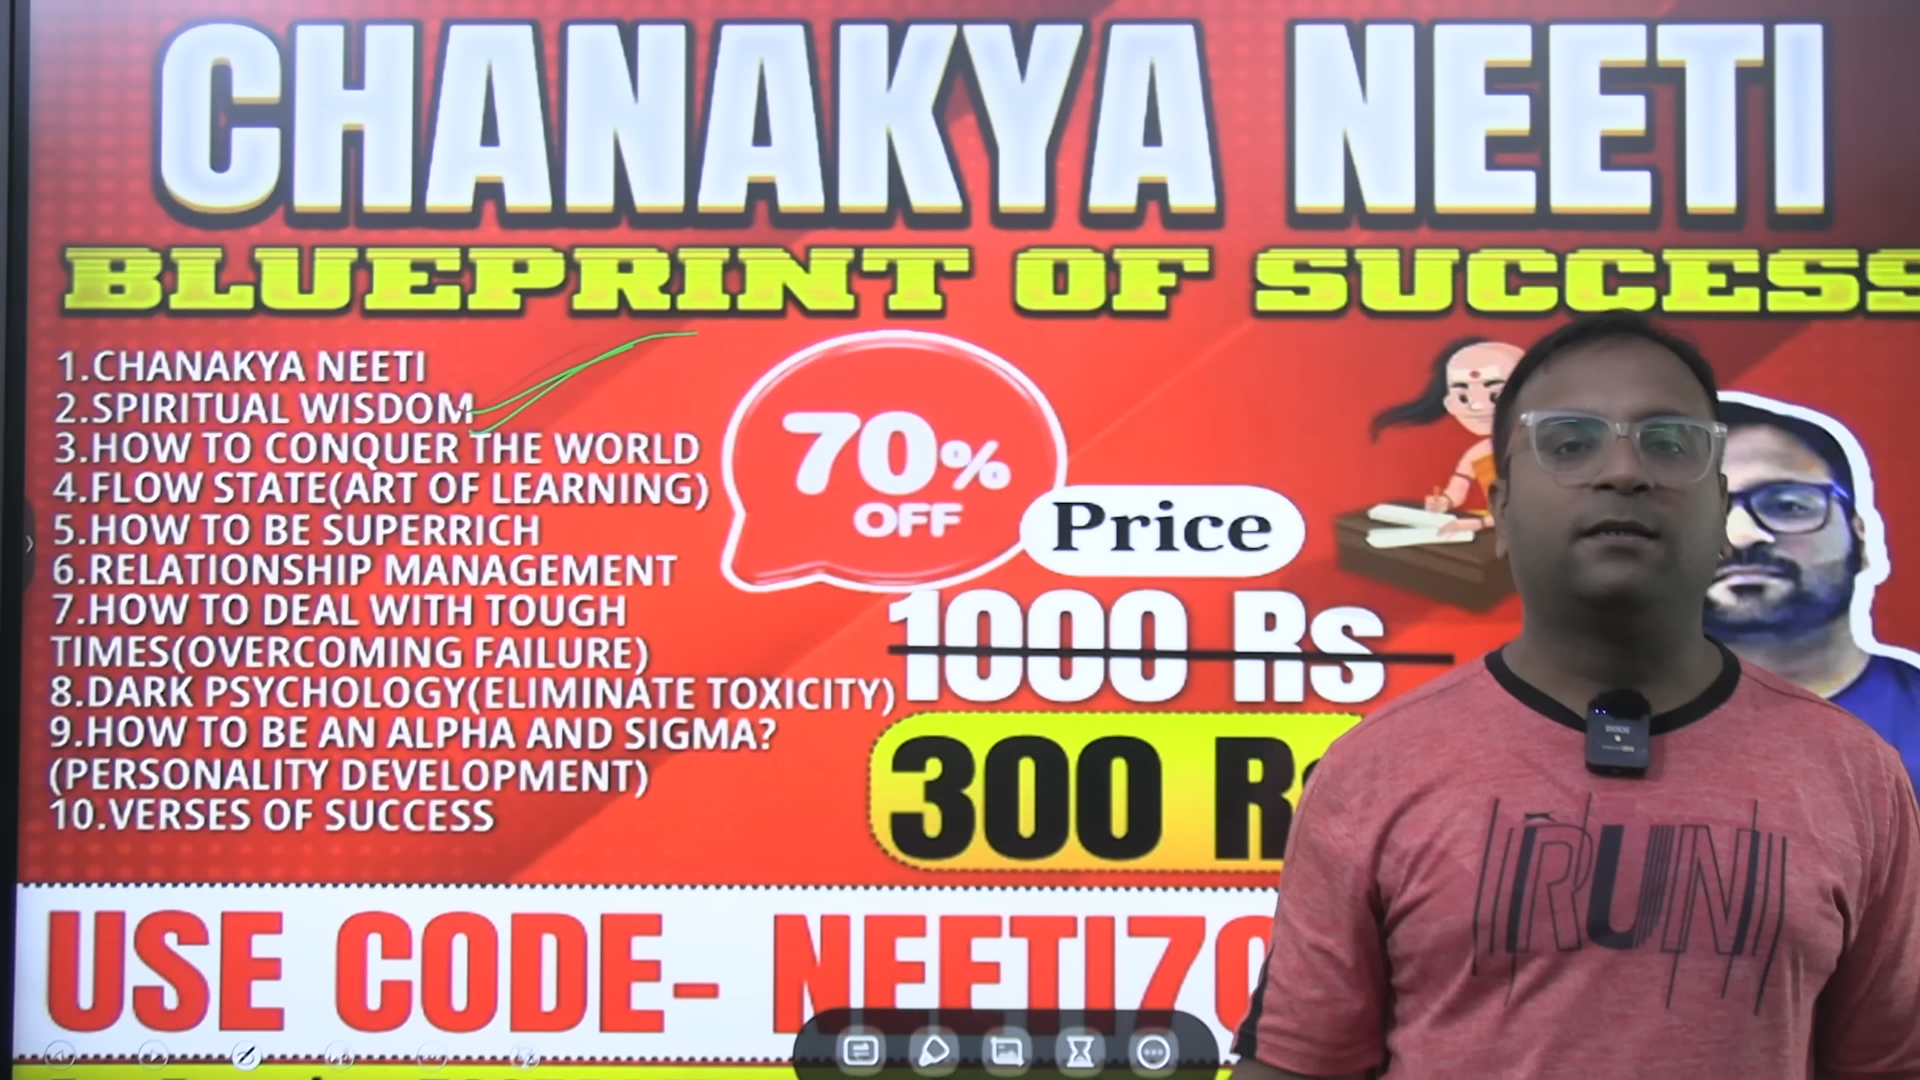 CHANAKYA NEETI
BLUEPRINT OF SUCCESS
1.CHANAKYA NEETI
2.SPIRITUAL WISDOM
3.HOW TO CONQUER THE WORLD
4.FLOW STATE(ART OF LEARNING)
5.HOW TO BE SUPERRICH
6.RELATIONSHIP MANAGEMENT
7.HOW TO DEAL WITH TOUGH
TIMES(OVERCOMING FAILURE)
8.DARK PSYCHOLOGY(ELIMINATE TOXICITY)
9.HOW TO BE AN ALPHA AND SIGMA?
(PERSONALITY DEVELOPMENT)
10.VERSES OF SUCCESS
70%
OFF
Price
1000 Rs
300 Rs
USE CODE- NEETI70
RUN